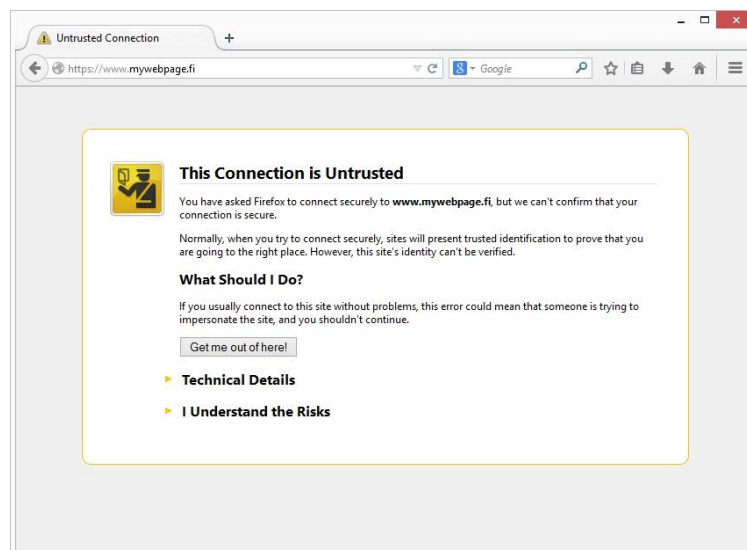 Untrusted Connection
https://www.mywebpage.fi
Google
This Connection is Untrusted
You have asked Firefox to connect securely to www.mywebpage.fi, but we can't confirm that your
connection is secure.
Normally, when you try to connect securely, sites will present trusted identification to prove that you
are going to the right place. However, this site's identity can't be verified.
What Should I Do?
If you usually connect to this site without problems, this error could mean that someone is trying to
impersonate the site, and you shouldn't continue.
Get me out of here!
Technical Details
I Understand the Risks